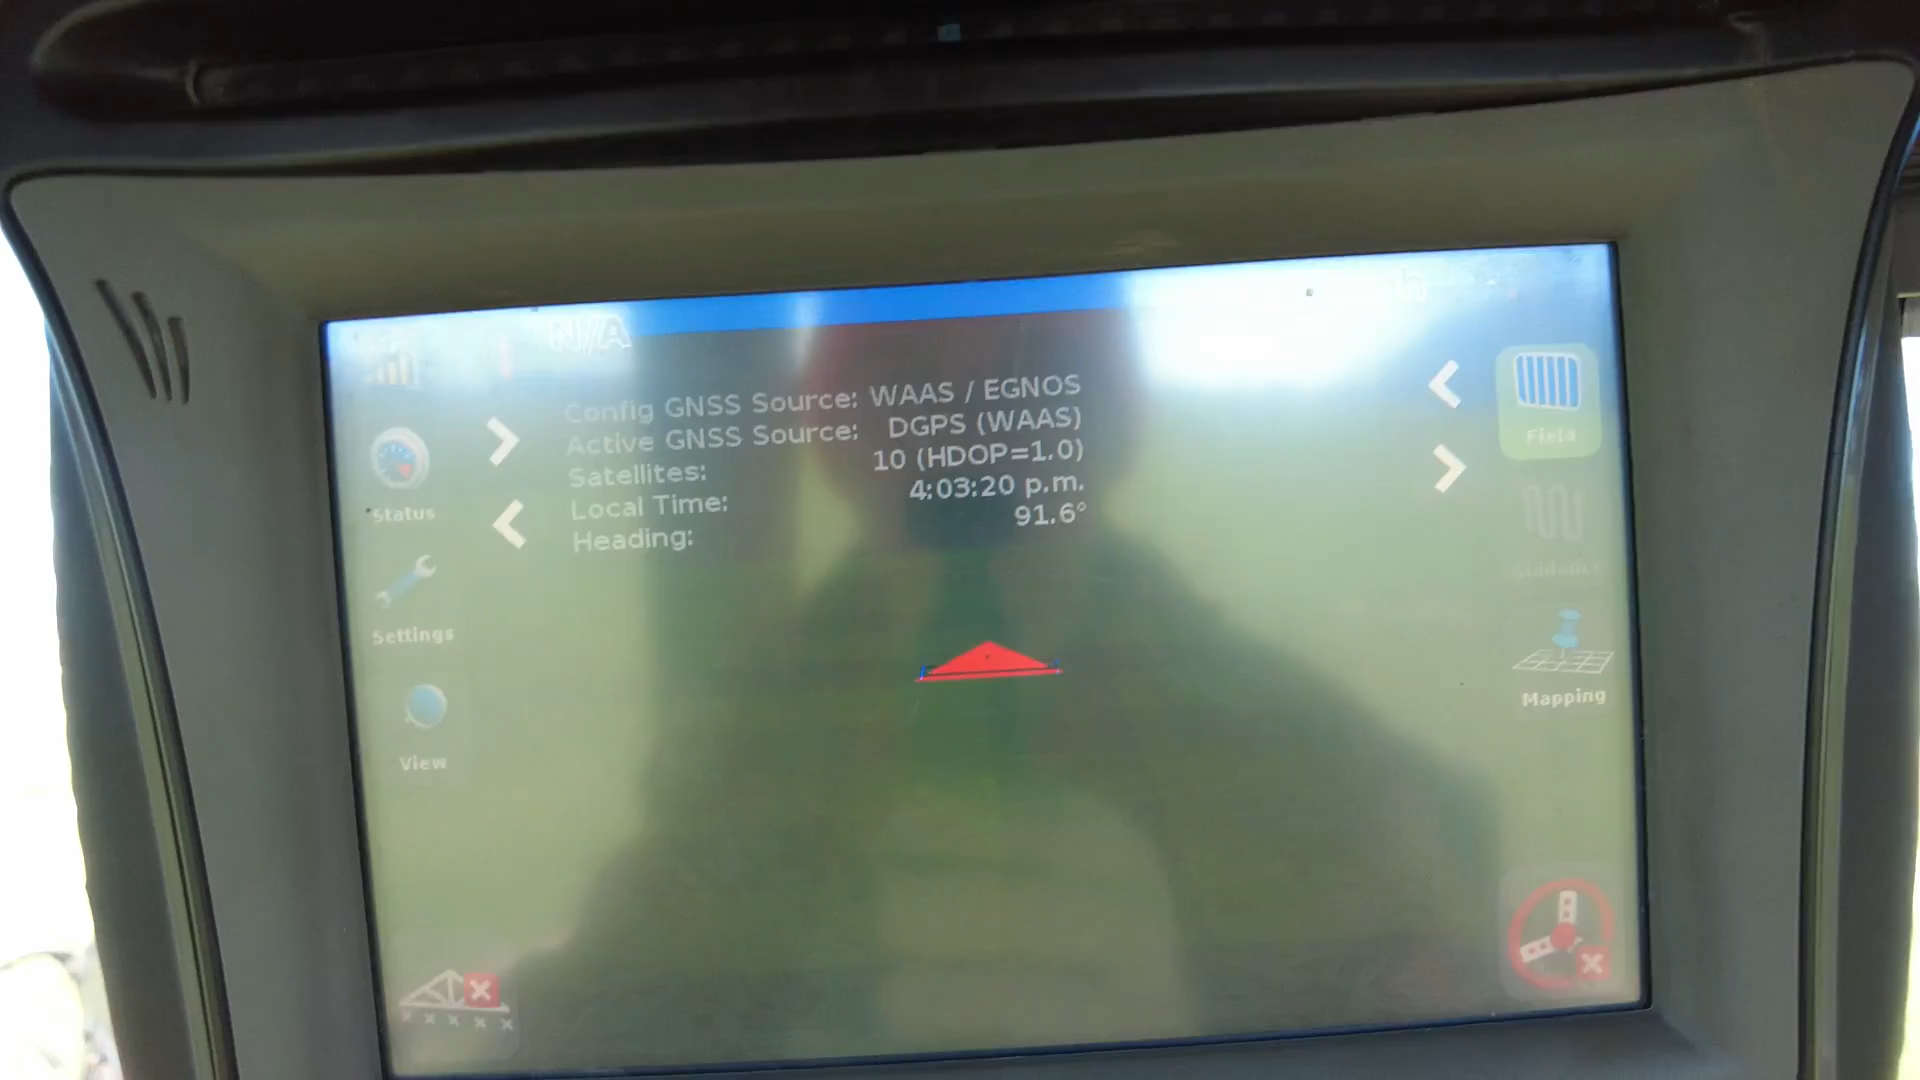 N/A
Config GNSS Source: WAAS / EGNOS
Active GNSS Source: DGPS (WAAS)
Satellites: 10 (HDOP=1.0)
Local Time: 4:03:20 p.m.
Heading: 91.6°
Status
Settings
View
Field
Guidance
Mapping